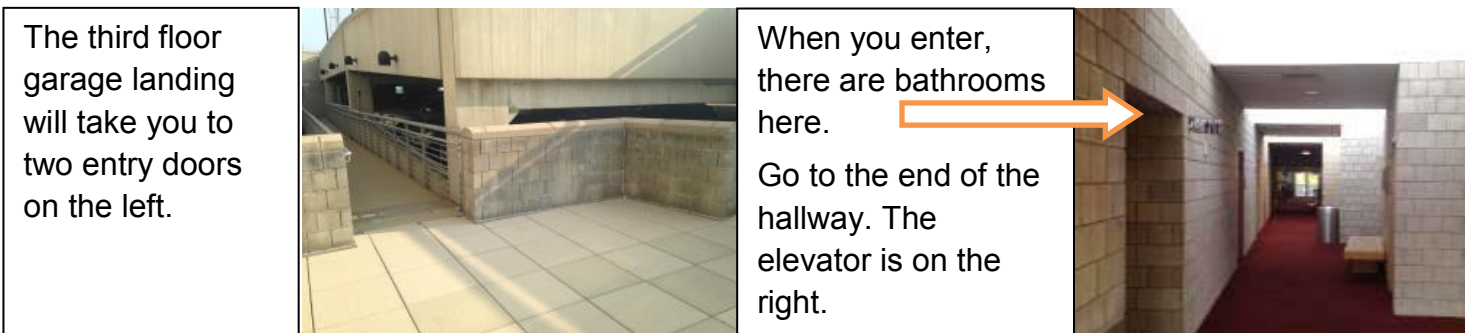 The third floor
garage landing
will take you to
two entry doors
on the left.
When you enter,
there are bathrooms
here.
Go to the end of the
hallway. The
elevator is on the
right.